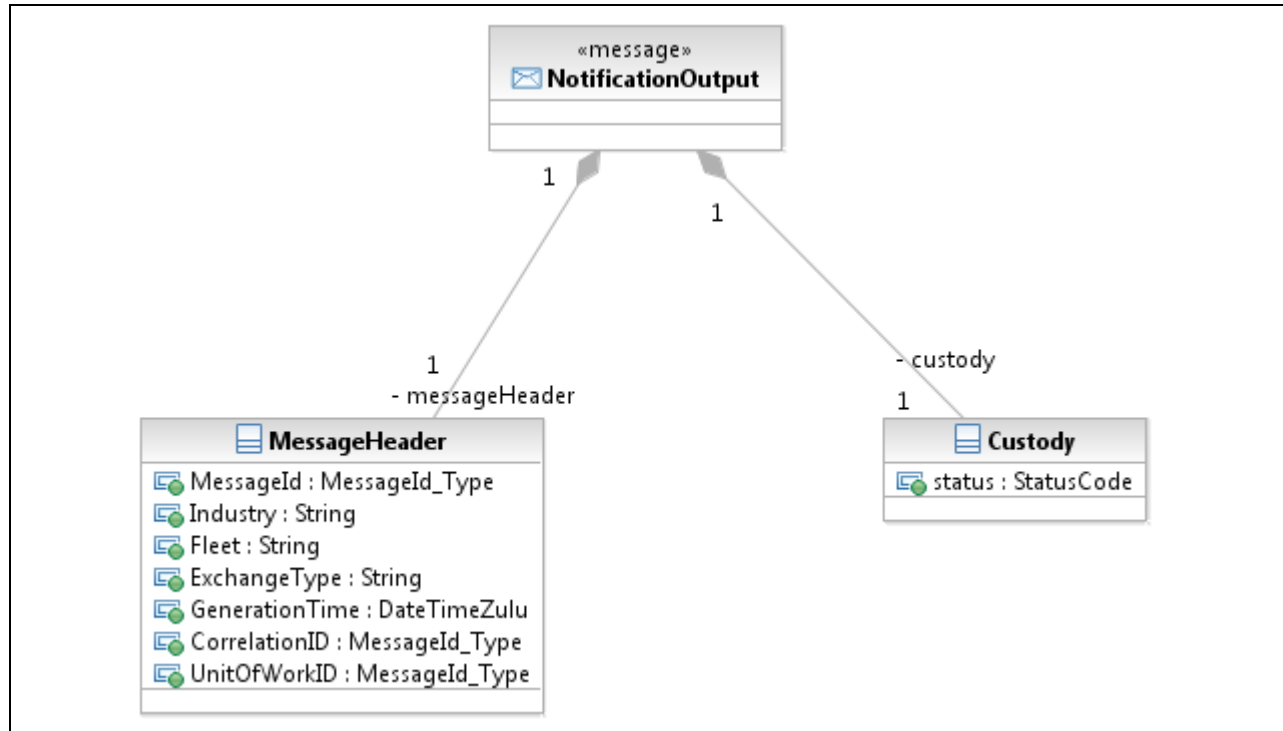 «message»
NotificationOutput
1
1
1
- messageHeader
- custody
1
MessageHeader
MessageId : MessageId_Type
Industry : String
Fleet : String
ExchangeType : String
GenerationTime : DateTimeZulu
CorrelationID : MessageId_Type
UnitOfWorkID : MessageId_Type
Custody
status : StatusCode